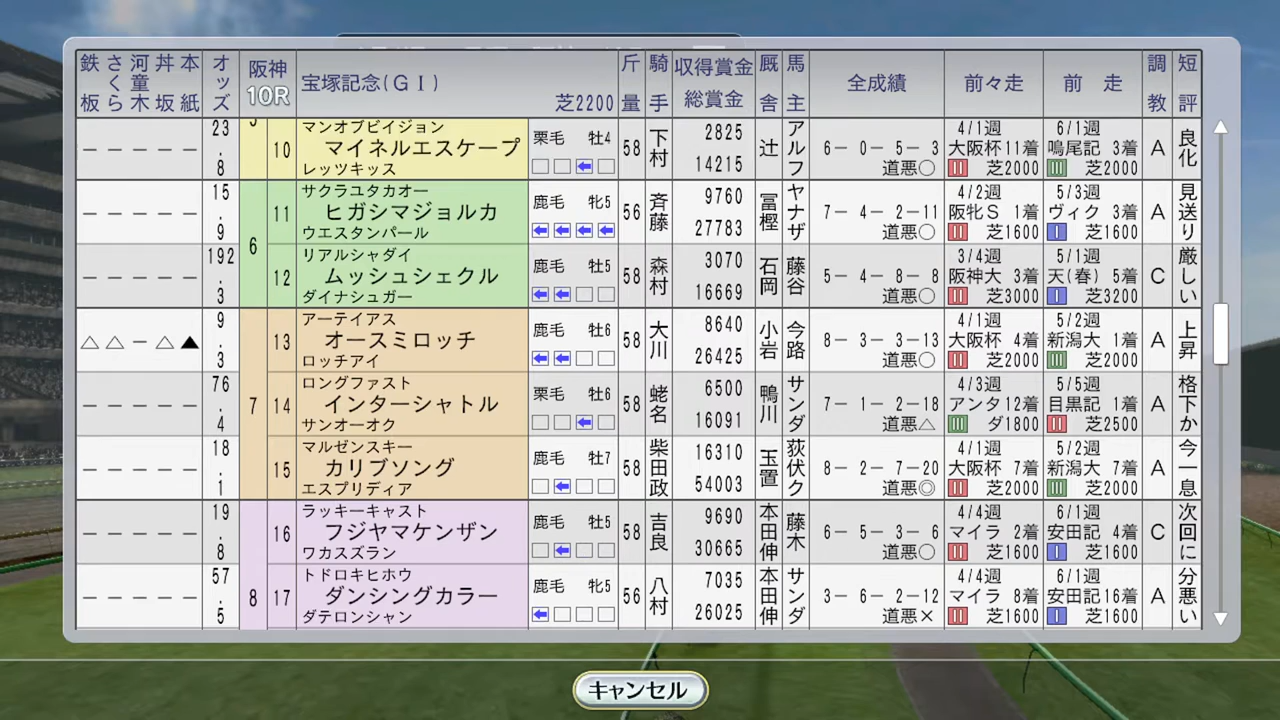 鉄板 さくら 河童木 丼坂 本紙 オッズ 阪神10R 宝塚記念(GⅠ) 芝2200 斤量 騎手 収得賞金 総賞金 厩舎 馬主 全成績 前々走 前 走 調教 短評
－ － － － － 23.8 10 マンオブビイジョン マイネルエスケープ レッツキッス 栗毛 牡4 58 下村 2825 14215 辻 アルフ 6－ 0－ 5－ 3 道悪○ 4/1週 大阪杯11着 Ⅱ 芝2000 6/1週 鳴尾記 3着 Ⅲ 芝2000 A 良化
－ － － － － 15.9 6 11 サクラユタカオー ヒガシマジョルカ ウエスタンパール 鹿毛 牝5 56 斉藤 9760 27783 冨樫 ヤナザ 7－ 4－ 2－11 道悪○ 4/2週 阪牝S 1着 Ⅱ 芝1600 5/3週 ヴィク 3着 Ⅰ 芝1600 A 見送り
－ － － － － 192.3 12 リアルシャダイ ムッシュシェクル ダイナシュガー 鹿毛 牡5 58 森村 3070 16669 石岡 藤谷 5－ 4－ 8－ 8 道悪○ 3/4週 阪神大 3着 Ⅱ 芝3000 5/1週 天(春) 5着 Ⅰ 芝3200 C 厳しい
△ △ － △ ▲ 9.3 7 13 アーテイアス オースミロッチ ロッチアイ 鹿毛 牡6 58 大川 8640 26425 小岩 今路 8－ 3－ 3－13 道悪○ 4/1週 大阪杯 4着 Ⅱ 芝2000 5/2週 新潟大 1着 Ⅲ 芝2000 A 上昇
－ － － － － 76.4 14 ロングファスト インターシャトル サンオーオク 栗毛 牡6 58 蛯名 6500 16091 鴨川 サンダ 7－ 1－ 2－18 道悪△ 4/3週 アンタ12着 Ⅲ ダ1800 5/5週 目黒記 1着 Ⅱ 芝2500 A 格下か
－ － － － － 18.1 15 マルゼンスキー カリブソング エスプリディア 鹿毛 牡7 58 柴田政 16310 54003 玉置 荻伏ク 8－ 2－ 7－20 道悪◎ 4/1週 大阪杯 7着 Ⅱ 芝2000 5/2週 新潟大 7着 Ⅲ 芝2000 A 今一息
－ － － － － 19.8 8 16 ラッキーキャスト フジヤマケンザン ワカスズラン 鹿毛 牡5 58 吉良 9690 30665 本田伸 藤木 6－ 5－ 3－ 6 道悪○ 4/4週 マイラ 2着 Ⅱ 芝1600 6/1週 安田記 4着 Ⅰ 芝1600 C 次回に
－ － － － － 57.5 17 トドロキヒホウ ダンシングカラー ダテロンシャン 鹿毛 牝5 56 八村 7035 26025 本田伸 サンダ 3－ 6－ 2－12 道悪× 4/4週 マイラ 8着 Ⅱ 芝1600 6/1週 安田記16着 Ⅰ 芝1600 A 分悪い
キャンセル